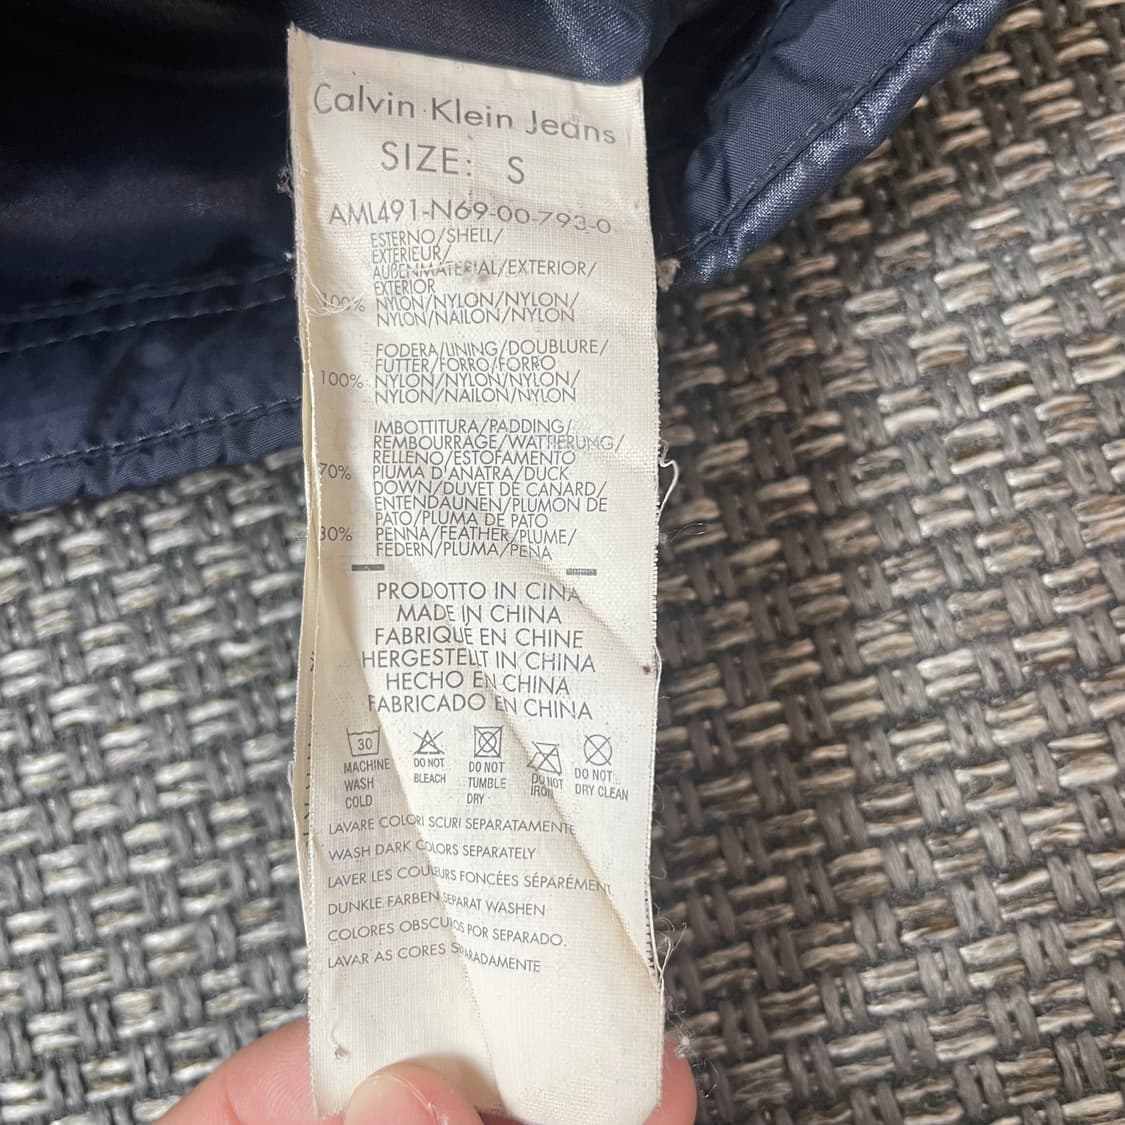 Calvin Klein Jeans
SIZE: S
AML491-N69-00-793-0
ESTERNO/SHELL/
EXTERIEUR/
AUßENMATERIAL/EXTERIOR/
EXTERIOR
100% NYLON/NYLON/NYLON/
NYLON/NAILON/NYLON
FODERA/LINING/DOUBLURE/
FUTTER/FORRO/FORRO
100% NYLON/NYLON/NYLON/
NYLON/NAILON/NYLON
IMBOTTITURA/PADDING/
REMBOURRAGE/WATTIERUNG/
RELLENO/ESTOFAMENTO
70% PIUMA D'ANATRA/DUCK
DOWN/DUVET DE CANARD/
ENTENDAUNEN/PLUMON DE
PATO/PLUMA DE PATO
30% PENNA/FEATHER/PLUME/
FEDERN/PLUMA/PENA
PRODOTTO IN CINA
MADE IN CHINA
FABRIQUE EN CHINE
HERGESTELLT IN CHINA
HECHO EN CHINA
FABRICADO EN CHINA
30
MACHINE WASH COLD
DO NOT BLEACH
DO NOT TUMBLE DRY
DO NOT IRON
DO NOT DRY CLEAN
LAVARE COLORI SCURI SEPARATAMENTE
WASH DARK COLORS SEPARATELY
LAVER LES COULEURS FONCÉES SÉPARÉMENT.
DUNKLE FARBEN SEPARAT WASHEN
COLORES OBSCUROS POR SEPARADO.
LAVAR AS CORES SEPARADAMENTE